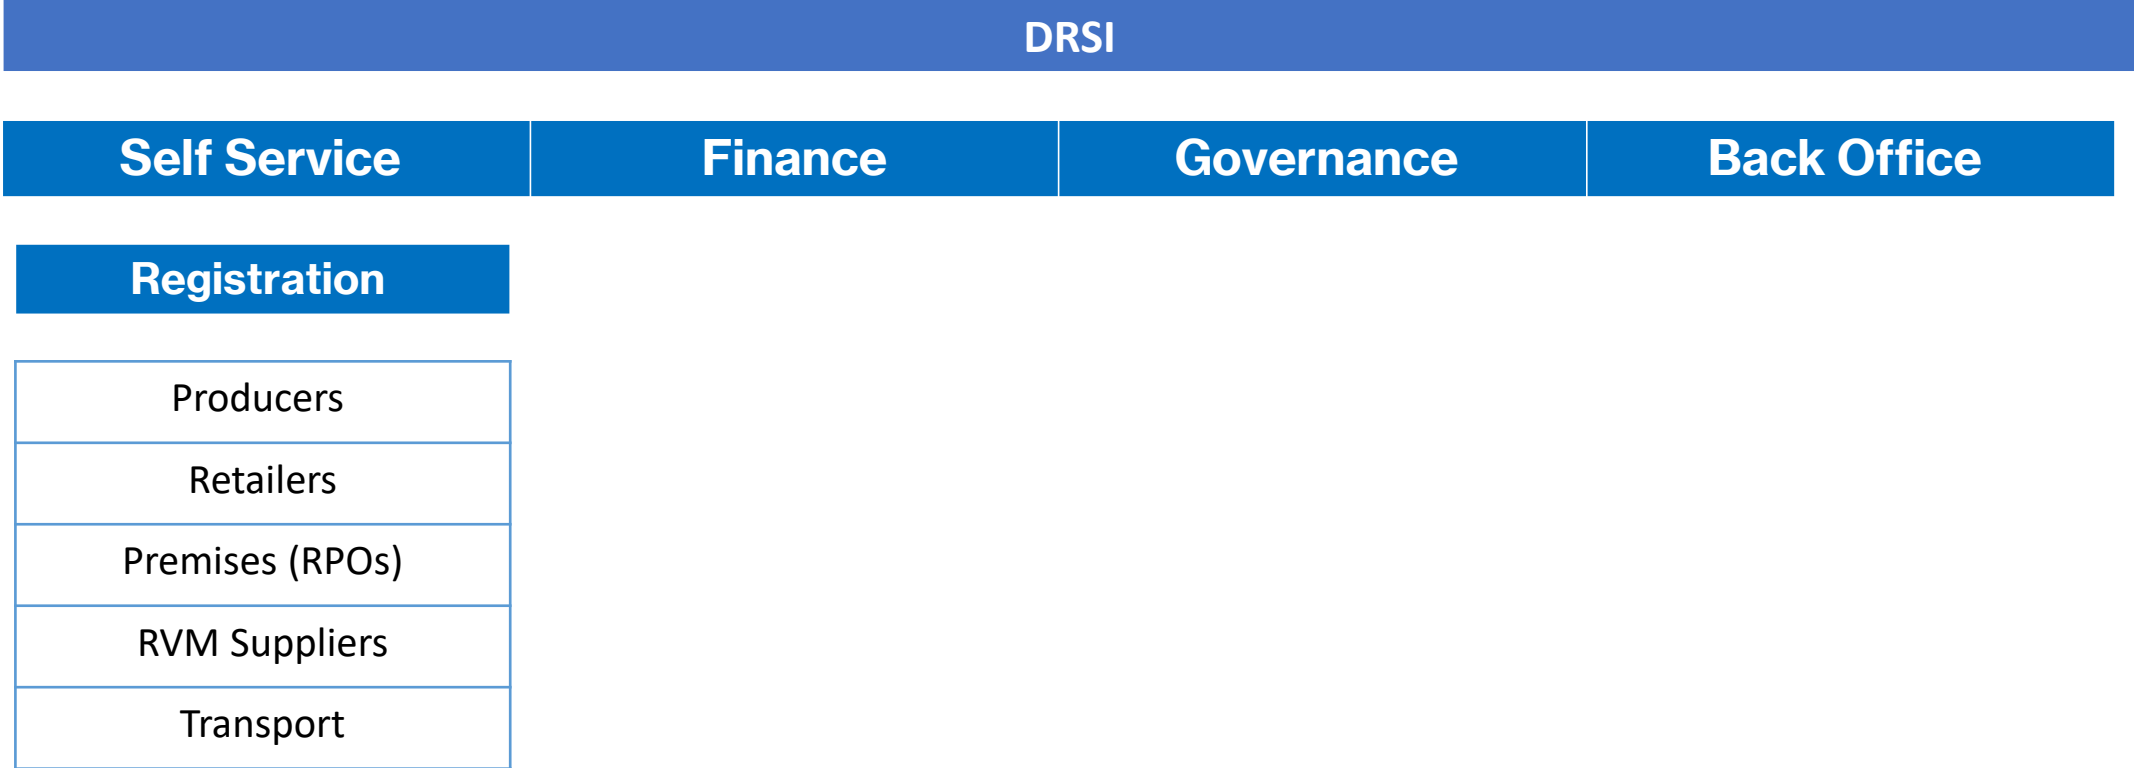 DRSI
Self Service Finance Governance Back Office
Registration
Producers
Retailers
Premises (RPOs)
RVM Suppliers
Transport